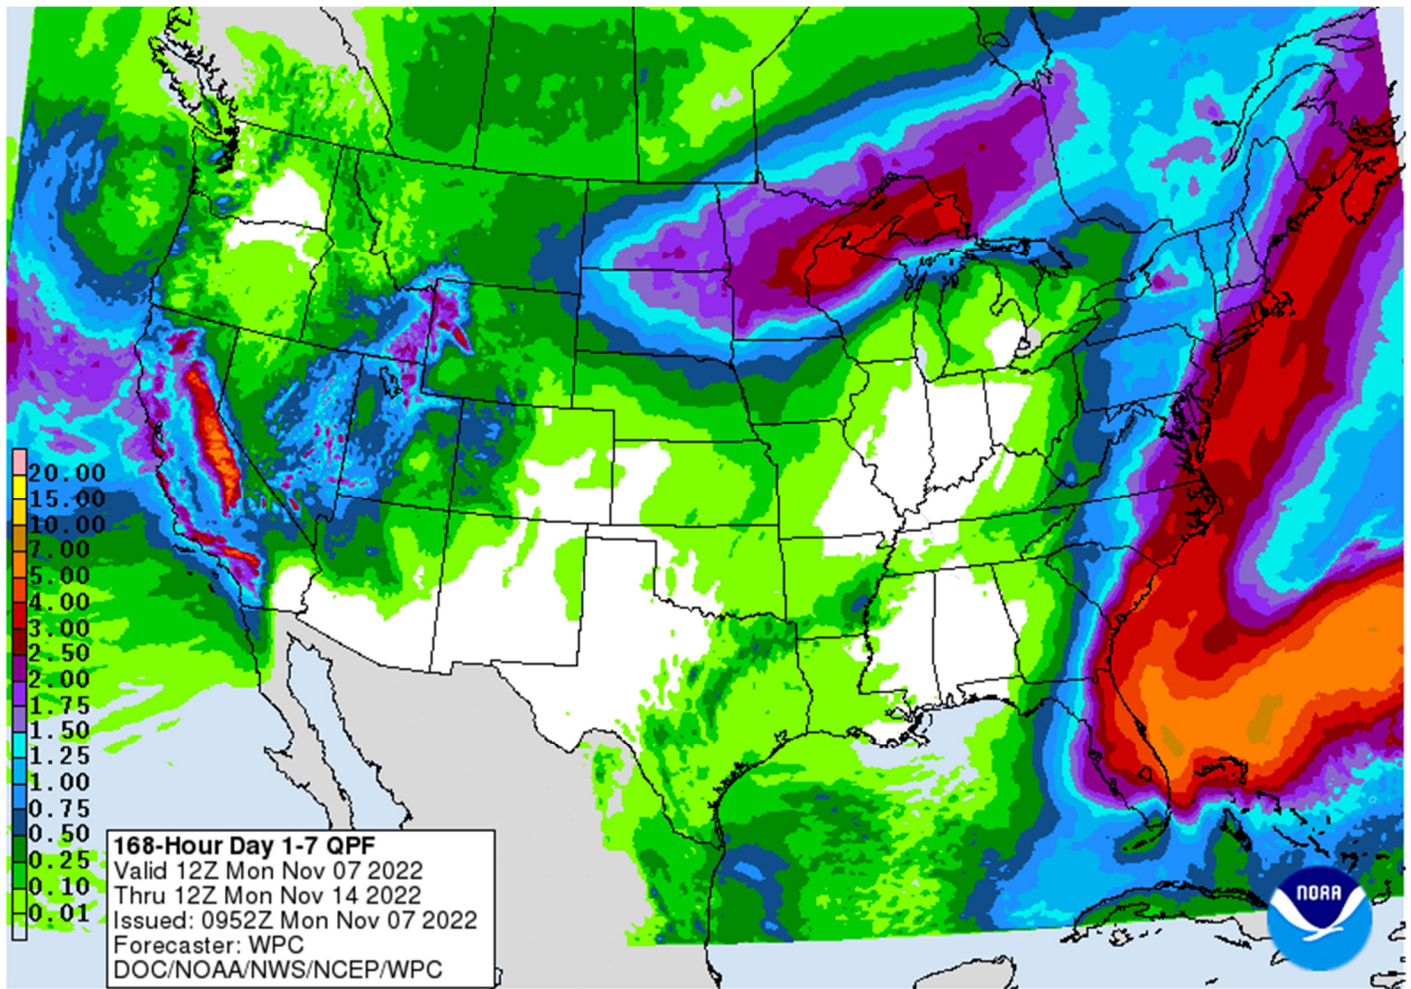 20.00
15.00
10.00
7.00
5.00
4.00
3.00
2.50
2.00
1.75
1.50
1.25
1.00
0.75
0.50
0.25
0.10
0.01
168-Hour Day 1-7 QPF
Valid 12Z Mon Nov 07 2022
Thru 12Z Mon Nov 14 2022
Issued: 0952Z Mon Nov 07 2022
Forecaster: WPC
DOC/NOAA/NWS/NCEP/WPC
NOAA